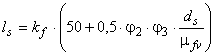 l_s = k_f · (50 + 0,5 · φ_2 · φ_3 · d_s / μ_fv)